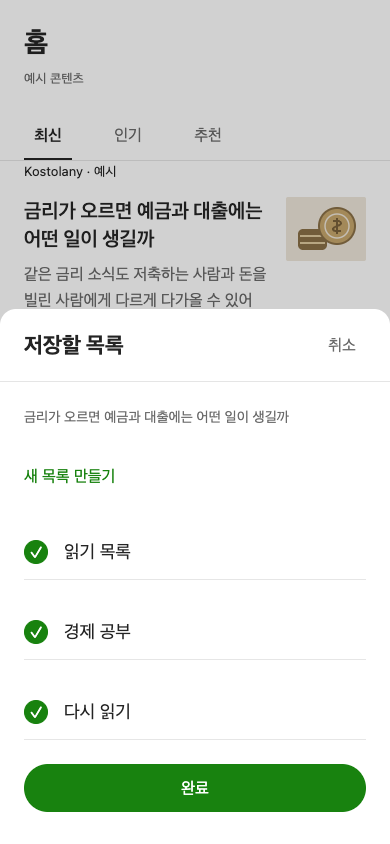 홈
예시 콘텐츠
최신 인기 추천
Kostolany · 예시
금리가 오르면 예금과 대출에는
어떤 일이 생길까
같은 금리 소식도 저축하는 사람과 돈을
빌린 사람에게 다르게 다가올 수 있어
저장할 목록 취소
금리가 오르면 예금과 대출에는 어떤 일이 생길까
새 목록 만들기
읽기 목록
경제 공부
다시 읽기
완료